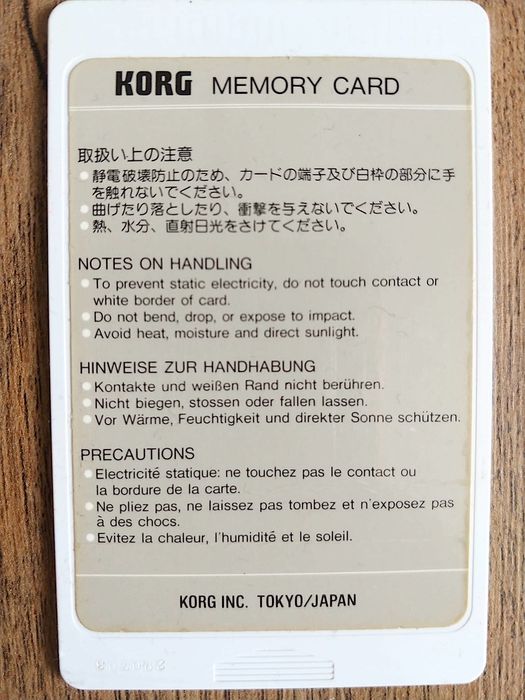 KORG MEMORY CARD
取扱い上の注意
●静電破壊防止のため、カードの端子及び白枠の部分に手
を触れないでください。
●曲げたり落としたり、衝撃を与えないでください。
●熱、水分、直射日光をさけてください。
NOTES ON HANDLING
●To prevent static electricity, do not touch contact or
white border of card.
●Do not bend, drop, or expose to impact.
●Avoid heat, moisture and direct sunlight.
HINWEISE ZUR HANDHABUNG
●Kontakte und weißen Rand nicht berühren.
●Nicht biegen, stossen oder fallen lassen.
●Vor Wärme, Feuchtigkeit und direkter Sonne schützen.
PRECAUTIONS
●Electricité statique: ne touchez pas le contact ou
la bordure de la carte.
●Ne pliez pas, ne laissez pas tombez et n'exposez pas
à des chocs.
●Evitez la chaleur, l'humidité et le soleil.
KORG INC. TOKYO/JAPAN